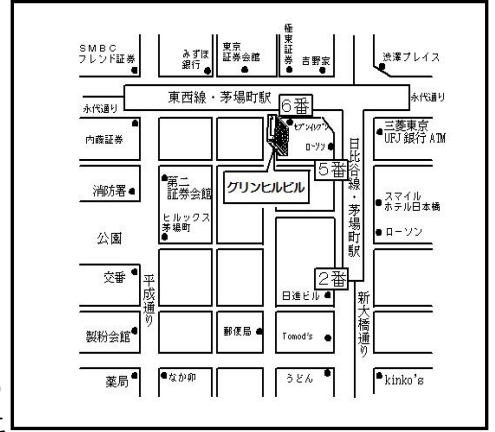 SMBC
フレンド証券
みずほ
銀行
東京
証券会館
極東証券
吉野家
渋澤プレイス
東西線・茅場町駅
永代通り
永代通り
6番
内藤証券
セブンイレブン
ローソン
三菱東京
UFJ銀行 ATM
日比谷線・茅場町駅
5番
消防署
第二
証券会館
グリンヒルビル
スマイル
ホテル日本橋
ヒルックス
茅場町
ローソン
公園
交番
平成通り
2番
日進ビル
新大橋通り
製粉会館
郵便局
Tomod's
薬局
なか卯
うどん
kinko's